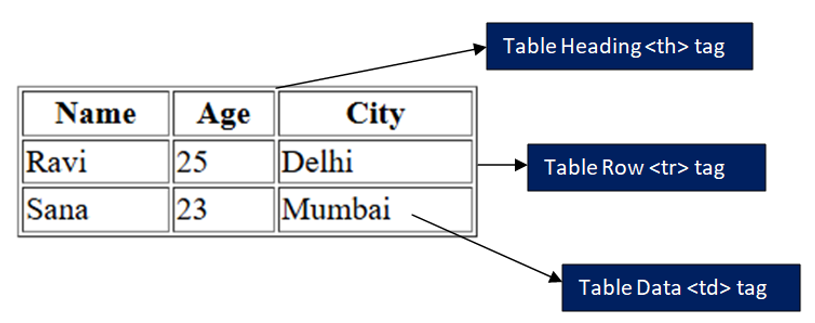 Table Heading <th> tag
Name Age City
Ravi 25 Delhi
Table Row <tr> tag
Sana 23 Mumbai
Table Data <td> tag